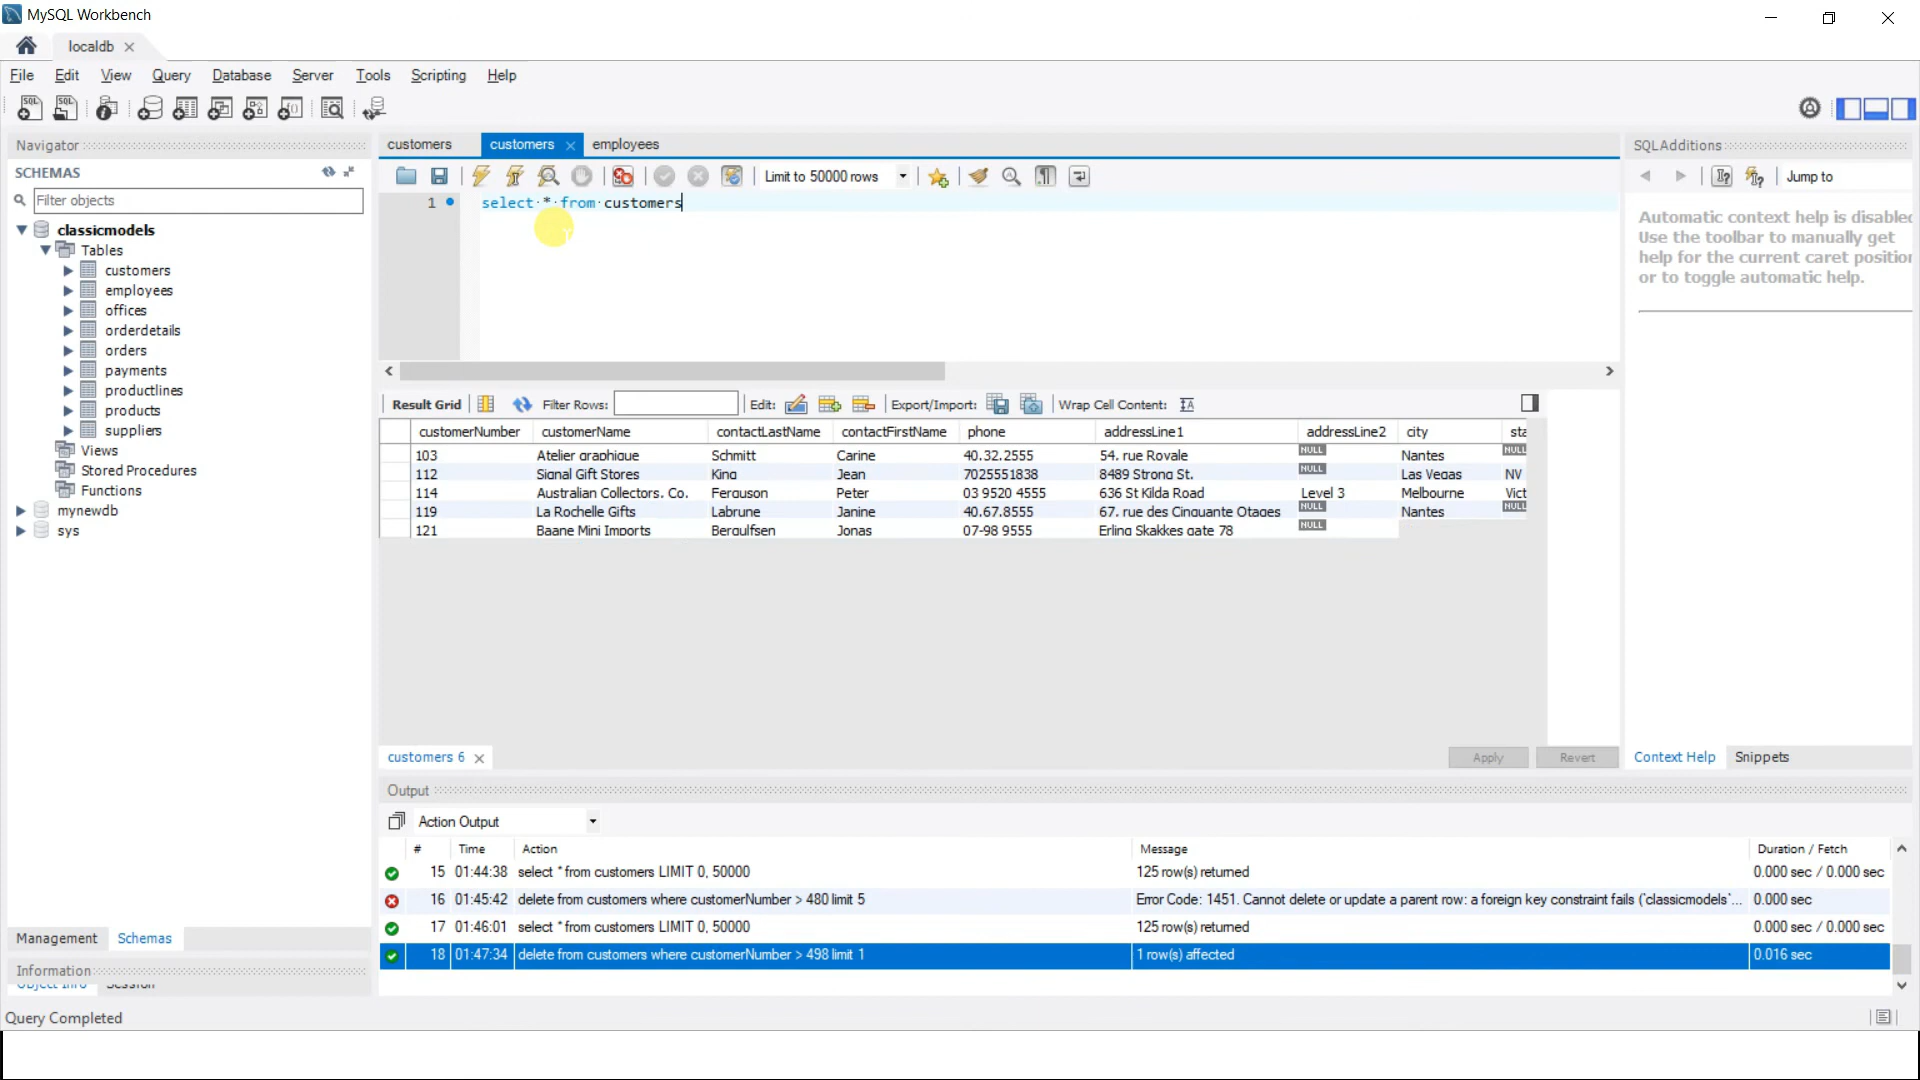 MySQL Workbench
localdb
File Edit View Query Database Server Tools Scripting Help
Navigator
SCHEMAS
Filter objects
classicmodels
Tables
customers
employees
offices
orderdetails
orders
payments
productlines
products
suppliers
Views
Stored Procedures
Functions
mynewdb
sys
Management Schemas
Information
Object Info Session
Query Completed
customers customers employees
Limit to 50000 rows
1 select * from customers
Result Grid Filter Rows: Edit: Export/Import: Wrap Cell Content:
customerNumber customerName contactLastName contactFirstName phone addressLine1 addressLine2 city sta
103 Atelier graphique Schmitt Carine 40.32.2555 54, rue Royale NULL Nantes NULL
112 Signal Gift Stores King Jean 7025551838 8489 Strong St. NULL Las Vegas NV
114 Australian Collectors, Co. Ferguson Peter 03 9520 4555 636 St Kilda Road Level 3 Melbourne Vict
119 La Rochelle Gifts Labrune Janine 40.67.8555 67, rue des Cinquante Otages NULL Nantes NULL
121 Baane Mini Imports Bergulfsen Jonas 07-98 9555 Erling Skakkes gate 78 NULL
customers 6
Apply Revert
SQLAdditions
Jump to
Automatic context help is disabled
Use the toolbar to manually get
help for the current caret position
or to toggle automatic help.
Context Help Snippets
Output
Action Output
# Time Action Message Duration / Fetch
15 01:44:38 select * from customers LIMIT 0, 50000 125 row(s) returned 0.000 sec / 0.000 sec
16 01:45:42 delete from customers where customerNumber > 480 limit 5 Error Code: 1451. Cannot delete or update a parent row: a foreign key constraint fails (`classicmodels`... 0.000 sec
17 01:46:01 select * from customers LIMIT 0, 50000 125 row(s) returned 0.000 sec / 0.000 sec
18 01:47:34 delete from customers where customerNumber > 498 limit 1 1 row(s) affected 0.016 sec